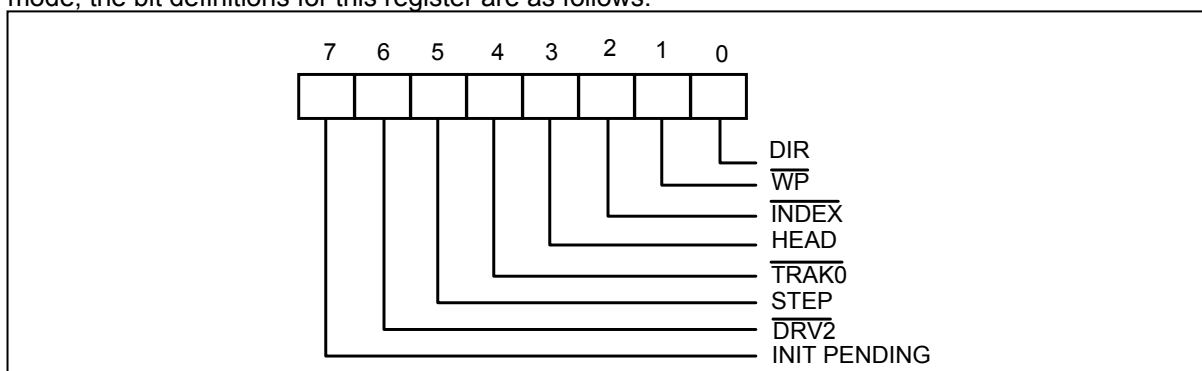 mode, the bit definitions for this register are as follows:
7 6 5 4 3 2 1 0
DIR
WP
INDEX
HEAD
TRAK0
STEP
DRV2
INIT PENDING